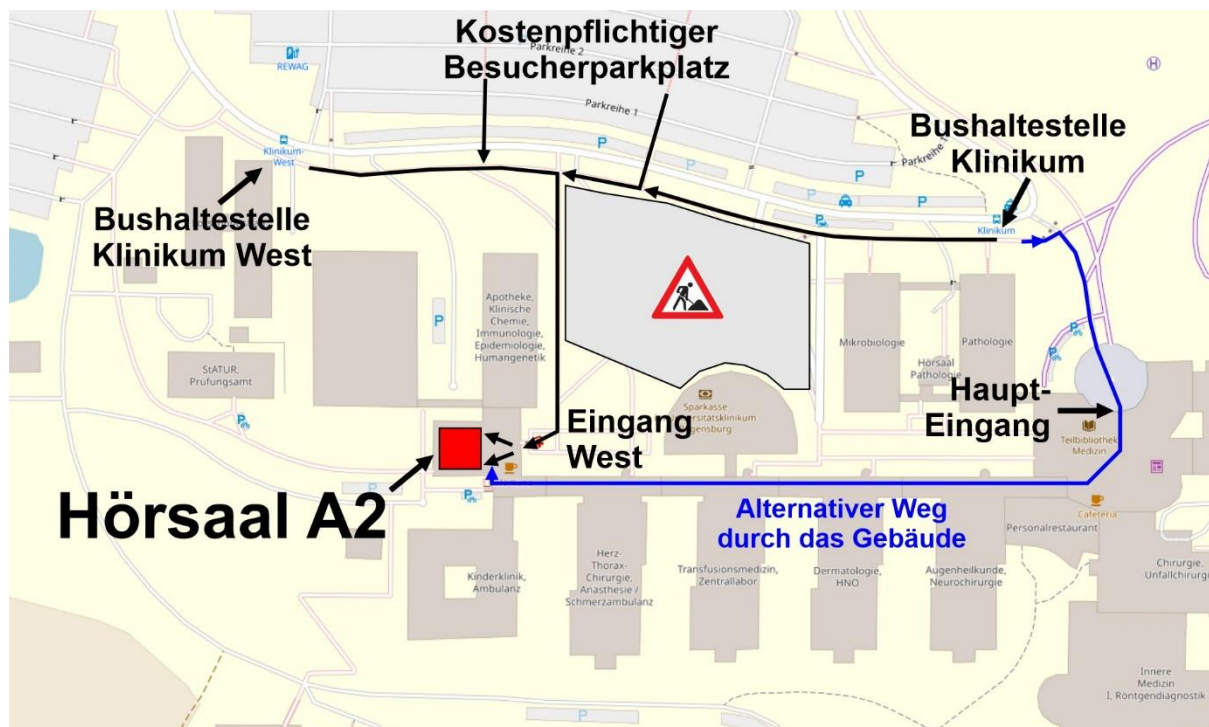 Kostenpflichtiger
Besucherparkplatz
Parkreihe 2
Parkreihe 1
REWAG
H
Bushaltestelle
Klinikum
Parkreihe 1
Klinikum-
West
P
P
P
P
P
Klinikum
Bushaltestelle
Klinikum West
Apotheke,
Klinische
Chemie,
Immunologie,
Epidemiologie,
Humangenetik
P
Mikrobiologie
Pathologie
Hörsaal
Pathologie
StATUR,
Prüfungsamt
Sparkasse
Haupt-
Eingang
Teilbibliothek
Medizin
Eingang
West
Hörsaal A2
Alternativer Weg
durch das Gebäude
Cafeteria
Personalrestaurant
Kinderklinik,
Ambulanz
Herz-
Thorax-
Chirurgie,
Anästhesie /
Schmerzambulanz
Transfusionsmedizin,
Zentrallabor
Dermatologie,
HNO
Augenheilkunde,
Neurochirurgie
Chirurgie,
Innere
Medizin
I, Röntgendiagnostik
P
P